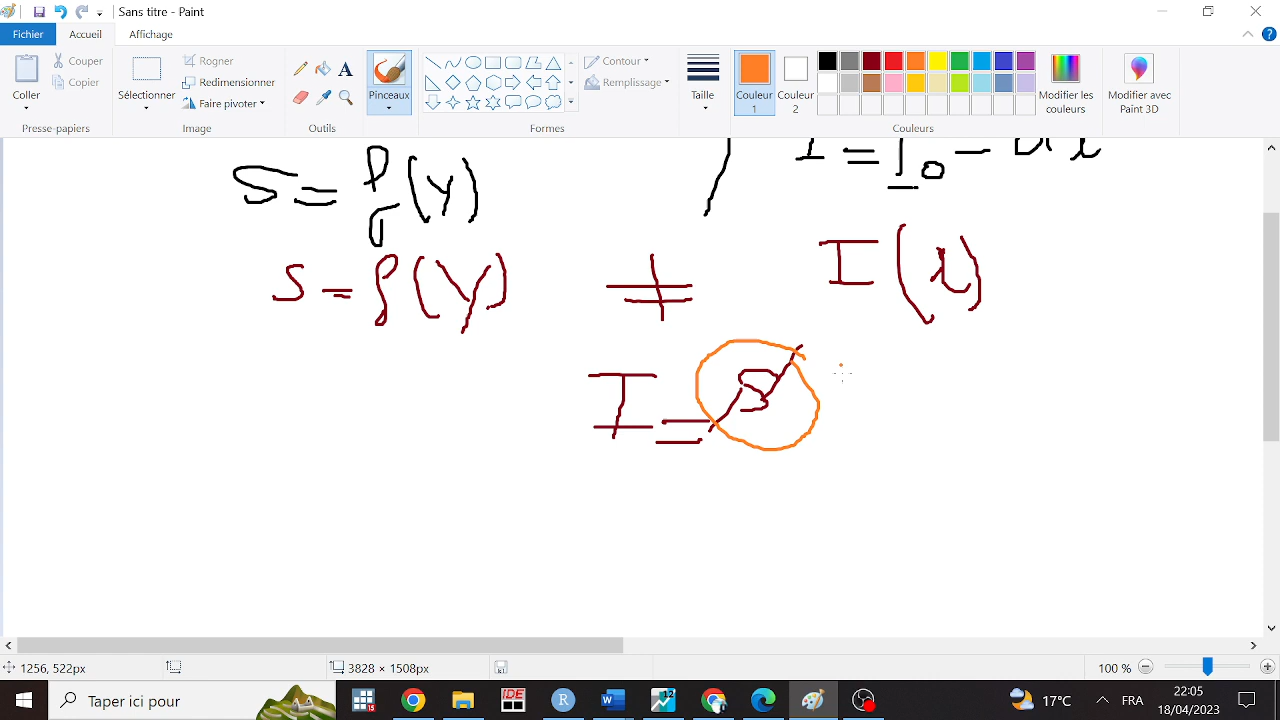 Sans titre - Paint
Fichier Accueil Affichage
Coller
Couper
Copier
Presse-papiers
Sélectionner
Rogner
Redimensionner
Faire pivoter
Image
A
Pinceaux
Outils
Contour
Remplissage
Formes
Taille
Couleur 1
Couleur 2
Modifier les couleurs
Modifier avec Paint 3D
Couleurs
S = f(Y)
S = f(Y) ≠ I(i)
I = S
1256, 522px
3828 × 1508px
100 %
Taper ici pour
17°C
FRA
22:05
18/04/2023